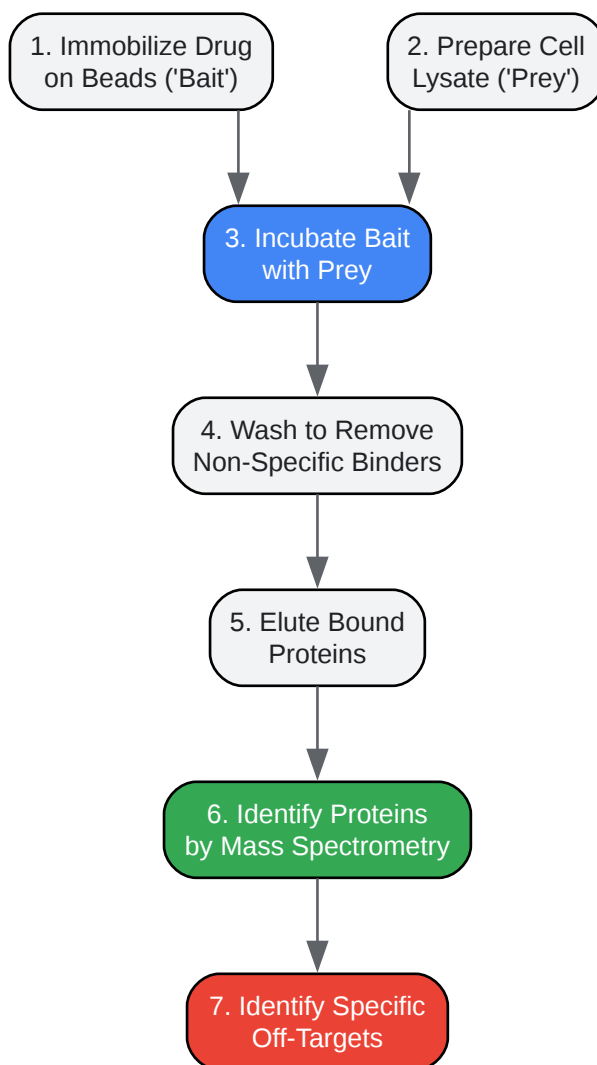 1. Immobilize Drug
on Beads ('Bait')
2. Prepare Cell
Lysate ('Prey')
3. Incubate Bait
with Prey
4. Wash to Remove
Non-Specific Binders
5. Elute Bound
Proteins
6. Identify Proteins
by Mass Spectrometry
7. Identify Specific
Off-Targets